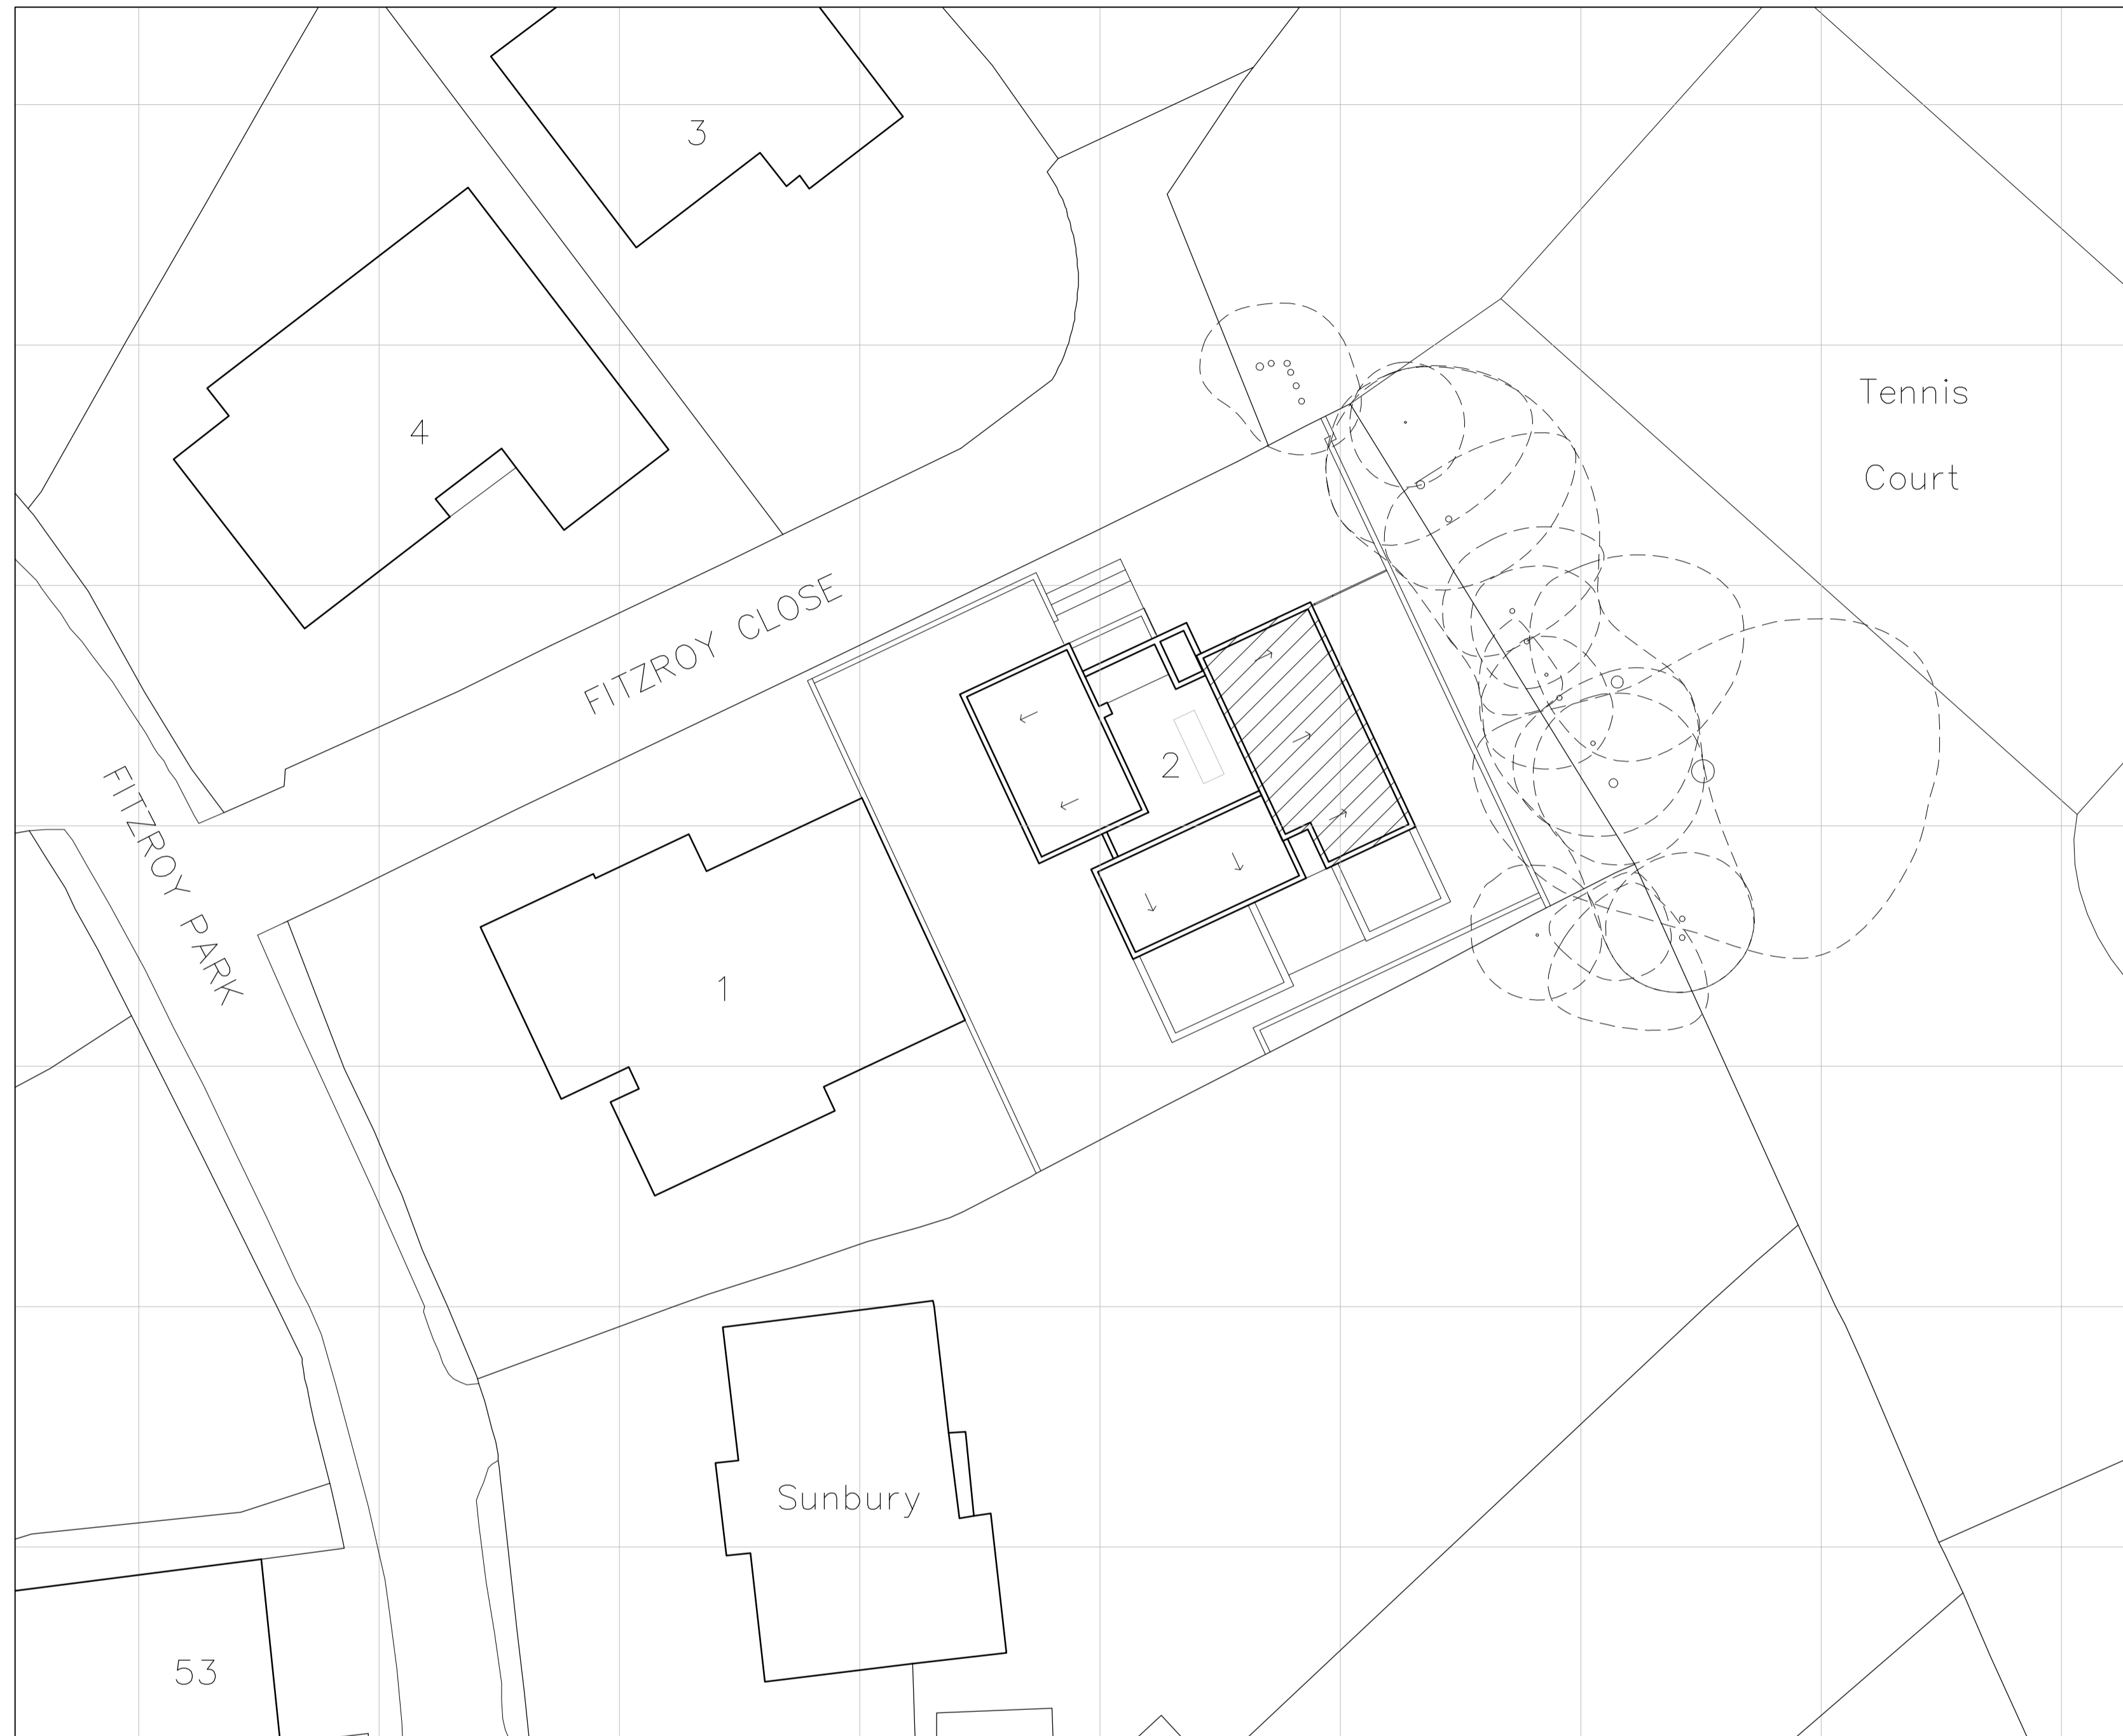 3
Tennis
Court
4
FITZROY CLOSE
2
FITZROY PARK
1
Sunbury
53